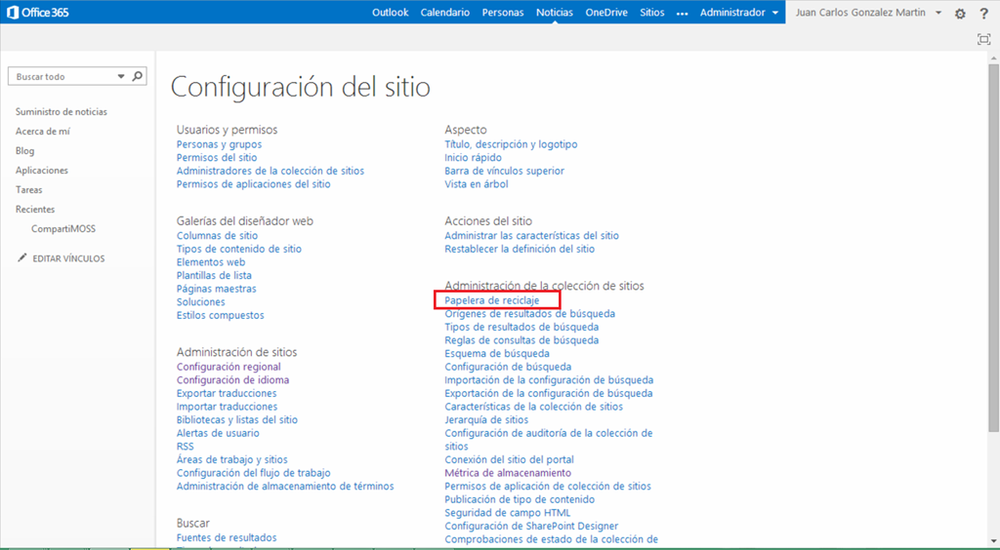 Office 365
Outlook Calendario Personas Noticias OneDrive Sitios ••• Administrador Juan Carlos Gonzalez Martin ?
Buscar todo
Suministro de noticias
Acerca de mí
Blog
Aplicaciones
Tareas
Recientes
CompartiMOSS
EDITAR VÍNCULOS
Configuración del sitio
Usuarios y permisos
Personas y grupos
Permisos del sitio
Administradores de la colección de sitios
Permisos de aplicaciones del sitio
Galerías del diseñador web
Columnas de sitio
Tipos de contenido de sitio
Elementos web
Plantillas de lista
Páginas maestras
Soluciones
Estilos compuestos
Administración de sitios
Configuración regional
Configuración de idioma
Exportar traducciones
Importar traducciones
Bibliotecas y listas del sitio
Alertas de usuario
RSS
Áreas de trabajo y sitios
Configuración del flujo de trabajo
Administración de almacenamiento de términos
Buscar
Fuentes de resultados
Aspecto
Título, descripción y logotipo
Inicio rápido
Barra de vínculos superior
Vista en árbol
Acciones del sitio
Administrar las características del sitio
Restablecer la definición del sitio
Administración de la colección de sitios
Papelera de reciclaje
Orígenes de resultados de búsqueda
Tipos de resultados de búsqueda
Reglas de consultas de búsqueda
Esquema de búsqueda
Configuración de búsqueda
Importación de la configuración de búsqueda
Exportación de la configuración de búsqueda
Características de la colección de sitios
Jerarquía de sitios
Configuración de auditoría de la colección de
sitios
Conexión del sitio del portal
Métrica de almacenamiento
Permisos de aplicación de colección de sitios
Publicación de tipo de contenido
Seguridad de campo HTML
Configuración de SharePoint Designer
Comprobaciones de estado de la colección de